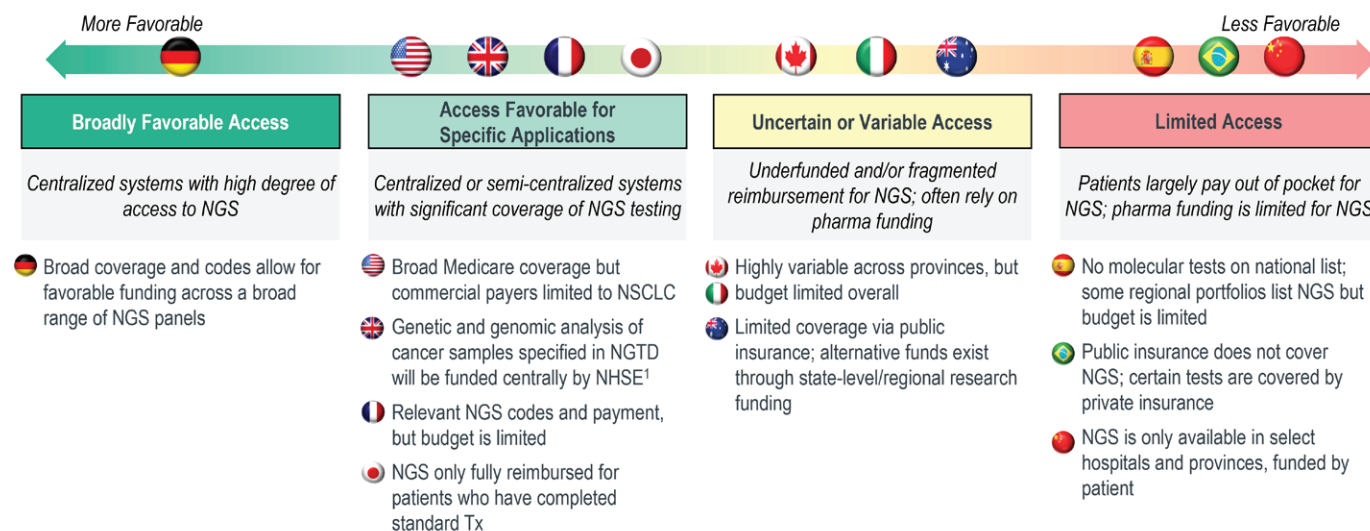 More Favorable
Less Favorable
Broadly Favorable Access
Centralized systems with high degree of
access to NGS
Broad coverage and codes allow for
favorable funding across a broad
range of NGS panels
Access Favorable for
Specific Applications
Centralized or semi-centralized systems
with significant coverage of NGS testing
Broad Medicare coverage but
commercial payers limited to NSCLC
Genetic and genomic analysis of
cancer samples specified in NGTD
will be funded centrally by NHSE¹
Relevant NGS codes and payment,
but budget is limited
NGS only fully reimbursed for
patients who have completed
standard Tx
Uncertain or Variable Access
Underfunded and/or fragmented
reimbursement for NGS; often rely on
pharma funding
Highly variable across provinces, but
budget limited overall
Limited coverage via public
insurance; alternative funds exist
through state-level/regional research
funding
Limited Access
Patients largely pay out of pocket for
NGS; pharma funding is limited for NGS
No molecular tests on national list;
some regional portfolios list NGS but
budget is limited
Public insurance does not cover
NGS; certain tests are covered by
private insurance
NGS is only available in select
hospitals and provinces, funded by
patient